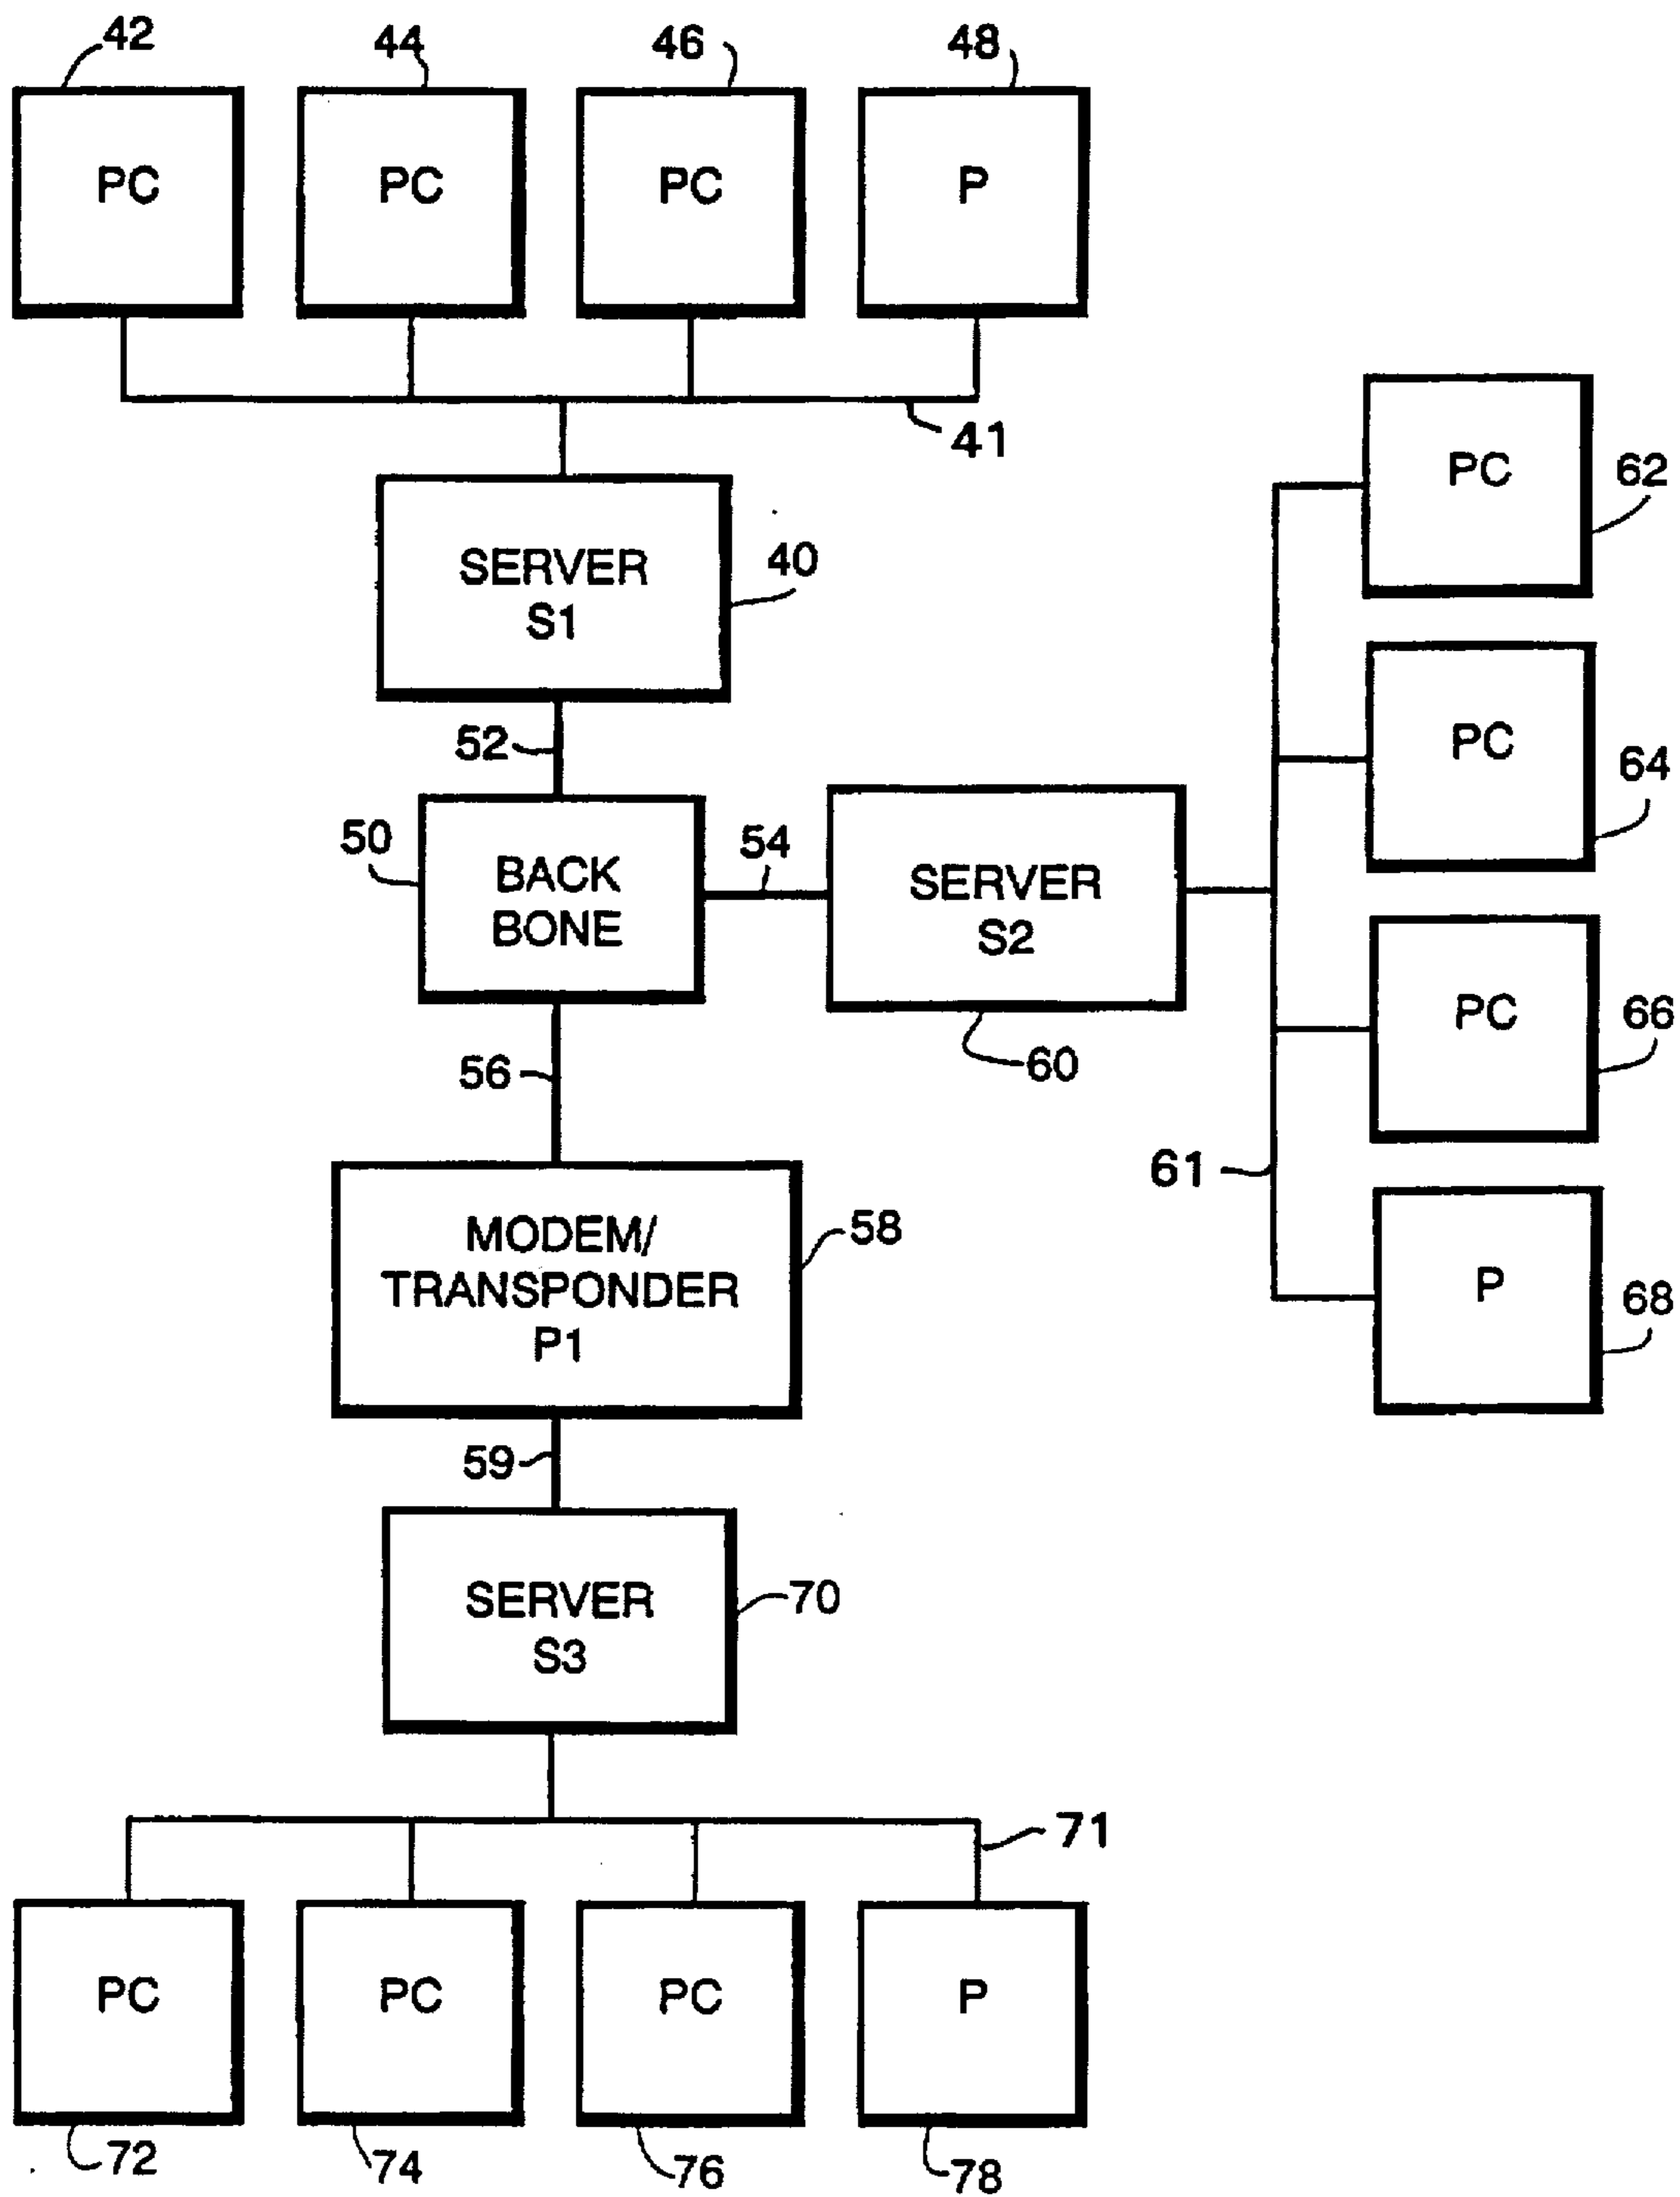 42
44
46
48
PC
PC
PC
P
41
62
PC
SERVER
S1
40
52
64
PC
50
BACK
BONE
54
SERVER
S2
66
PC
56
60
61
MODEM/
TRANSPONDER
P1
58
P
68
59
SERVER
S3
70
71
PC
PC
PC
P
72
74
76
78